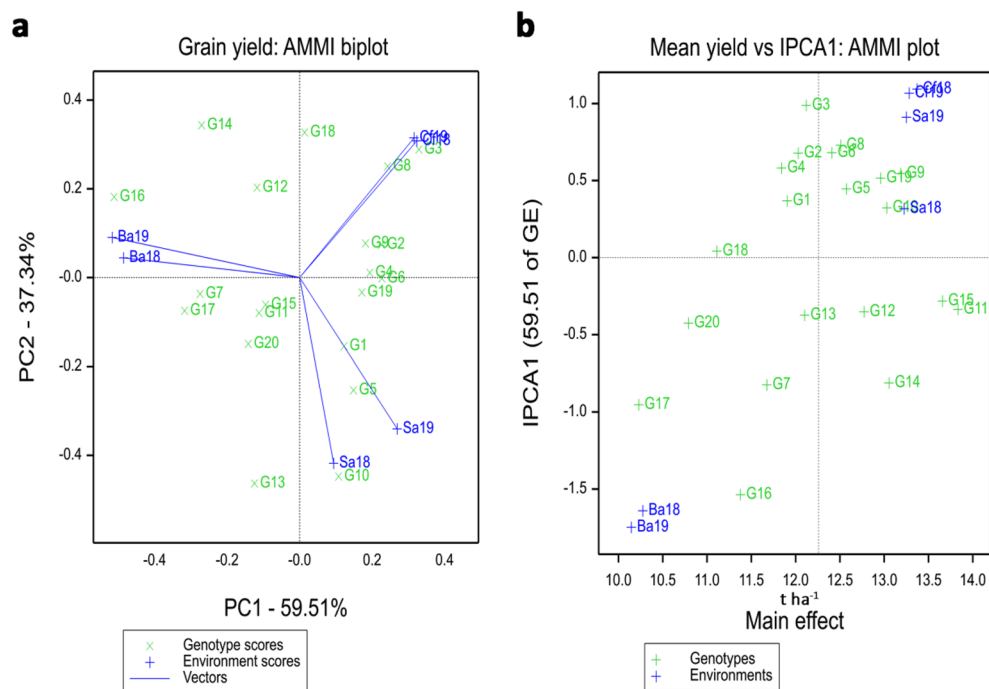 a
Grain yield: AMMI biplot
0.4
0.2
-0.0
-0.2
-0.4
PC2 - 37.34%
G14
G18
Cf19
Cf18
G3
G8
G12
G16
Ba19
Ba18
G9
G2
G4
G6
G19
G7
G17
G15
G11
G20
G1
G5
Sa19
Sa18
G10
G13
-0.4
-0.2
-0.0
0.2
0.4
PC1 - 59.51%
Genotype scores
Environment scores
Vectors
b
Mean yield vs IPCA1: AMMI plot
1.0
0.5
0.0
-0.5
-1.0
-1.5
IPCA1 (59.51 of GE)
Cf18
Cf19
Sa19
G3
G8
G2
G6
G4
G9
G19
G5
G1
Sa18
G18
G15
G11
G13
G12
G20
G7
G14
G17
G16
Ba18
Ba19
10.0
10.5
11.0
11.5
12.0
12.5
13.0
13.5
14.0
t ha⁻¹
Main effect
Genotypes
Environments